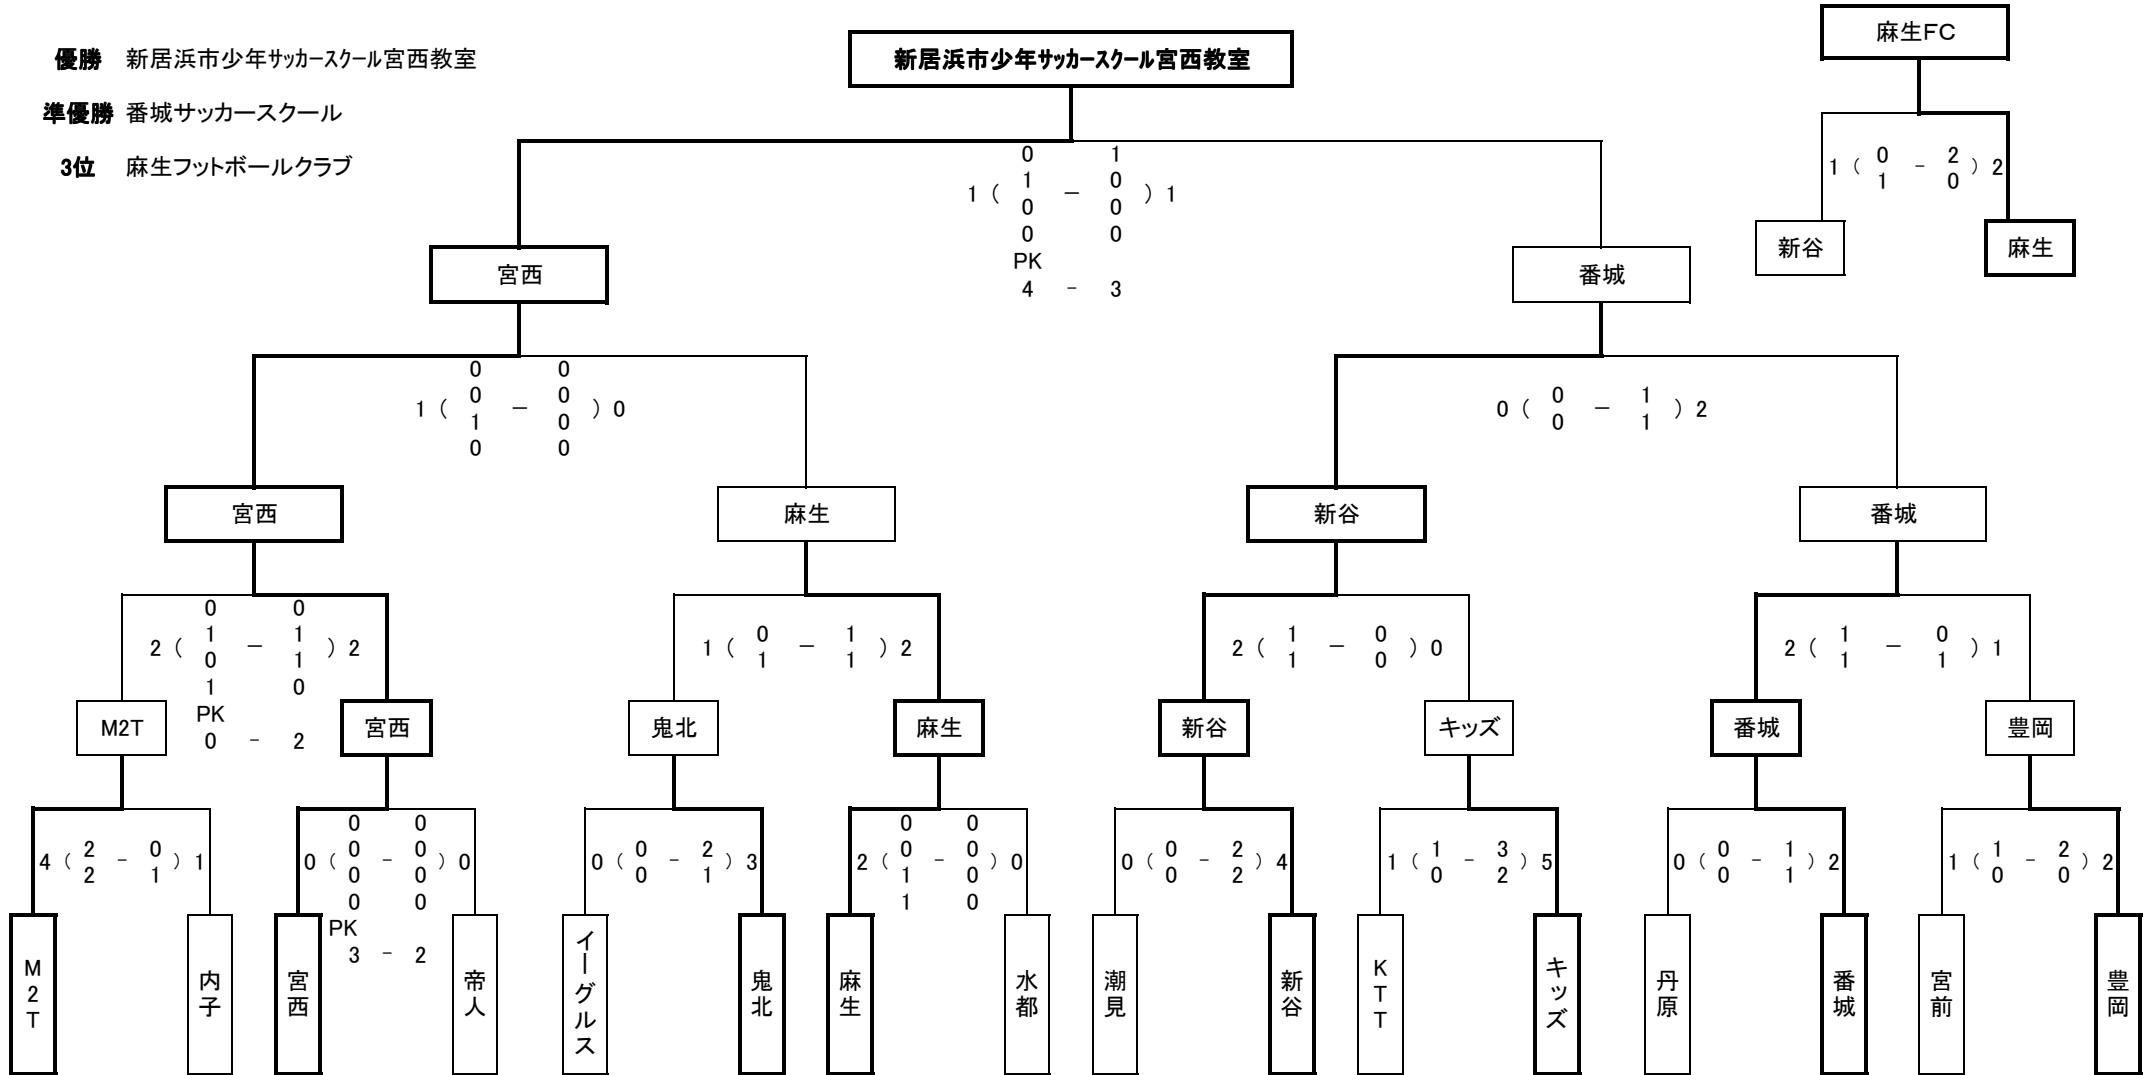 優勝 新居浜市少年サッカースクール宮西教室
準優勝 番城サッカースクール
3位 麻生フットボールクラブ
新居浜市少年サッカースクール宮西教室
麻生FC
0 1
1 0
1 ( － ) 1
0 0
0 0
PK
4 - 3
0 2
1 ( - ) 2
1 0
新谷 麻生
宮西 番城
0 0
0 0
1 ( － ) 0
1 0
0 0
0 1
0 ( － ) 2
0 1
宮西 麻生 新谷 番城
0 0
1 1
2 ( － ) 2
0 1
1 0
PK
0 - 2
0 1
1 ( － ) 2
1 1
1 0
2 ( － ) 0
1 0
1 0
2 ( － ) 1
1 1
M2T 宮西 鬼北 麻生 新谷 キッズ 番城 豊岡
2 0
4 ( - ) 1
2 1
0 0
0 0
0 ( - ) 0
0 0
0 0
PK
3 - 2
0 2
0 ( - ) 3
0 1
0 0
0 0
2 ( - ) 0
1 0
1 0
0 2
0 ( - ) 4
0 2
1 3
1 ( - ) 5
0 2
0 1
0 ( - ) 2
0 1
1 2
1 ( - ) 2
0 0
M2T
内子
宮西
帝人
イーグルス
鬼北
麻生
水都
潮見
新谷
KTT
キッズ
丹原
番城
宮前
豊岡